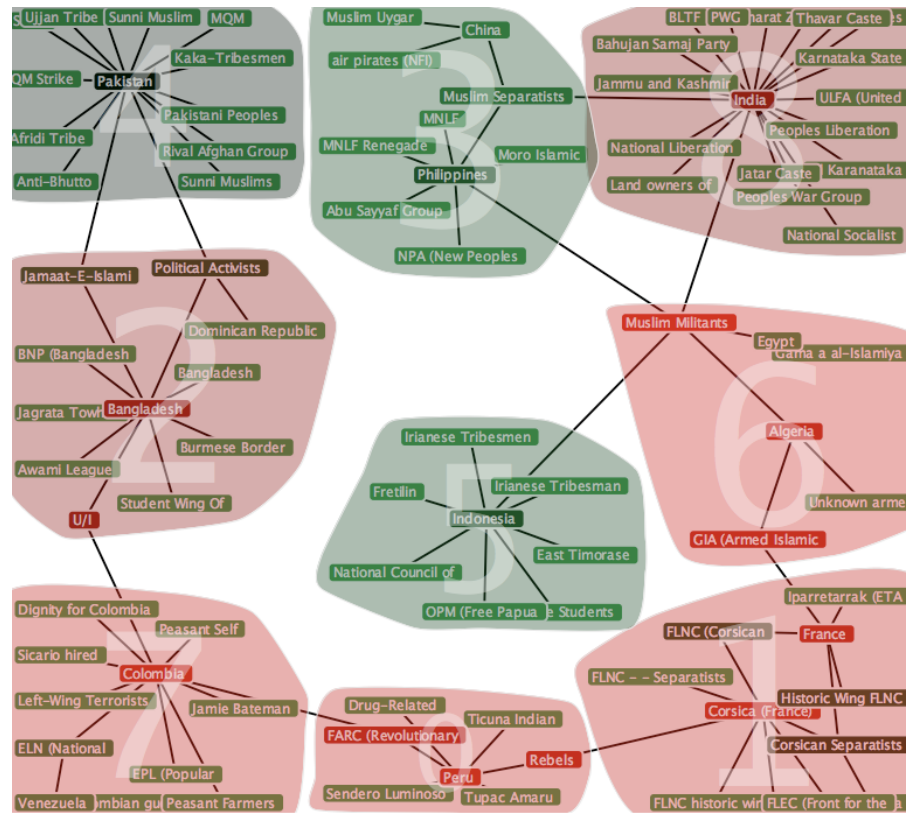 Ujjan Tribe
Sunni Muslim
MQM
Kaka-Tribesmen
QM Strike
Pakistan
Pakistani Peoples
Afridi Tribe
Rival Afghan Group
Anti-Bhutto
Sunni Muslims
4
Muslim Uygar
China
air pirates (NFI)
Muslim Separatists
MNLF
MNLF Renegade
Moro Islamic
Philippines
Abu Sayyaf Group
NPA (New Peoples
3
BLTF
PWG
Thavar Caste
Bahujan Samaj Party
Karnataka State
Jammu and Kashmir
India
ULFA (United
Peoples Liberation
National Liberation
Jatar Caste
Karanataka
Land owners of
Peoples War Group
National Socialist
8
Jamaat-E-Islami
Political Activists
Dominican Republic
BNP (Bangladesh
Bangladesh
Jagrata Towh
Bangladesh
Burmese Border
Awami League
Student Wing Of
U/I
2
Irianese Tribesmen
Fretilin
Irianese Tribesman
Indonesia
East Timorase
National Council of
OPM (Free Papua
e Students
5
Muslim Militants
Egypt
Gama a al-Islamiya
Algeria
Unknown arme
GIA (Armed Islamic
6
Dignity for Colombia
Peasant Self
Sicario hired
Colombia
Left-Wing Terrorists
Jamie Bateman
ELN (National
EPL (Popular
Venezuela
ombian gu
Peasant Farmers
7
Drug-Related
Ticuna Indian
FARC (Revolutionary
Rebels
Peru
Sendero Luminoso
Tupac Amaru
0
Iparretarrak (ETA
FLNC (Corsican
France
FLNC - - Separatists
Historic Wing FLNC
Corsica (France)
Corsican Separatists
FLNC historic win
FLEC (Front for the
a
1